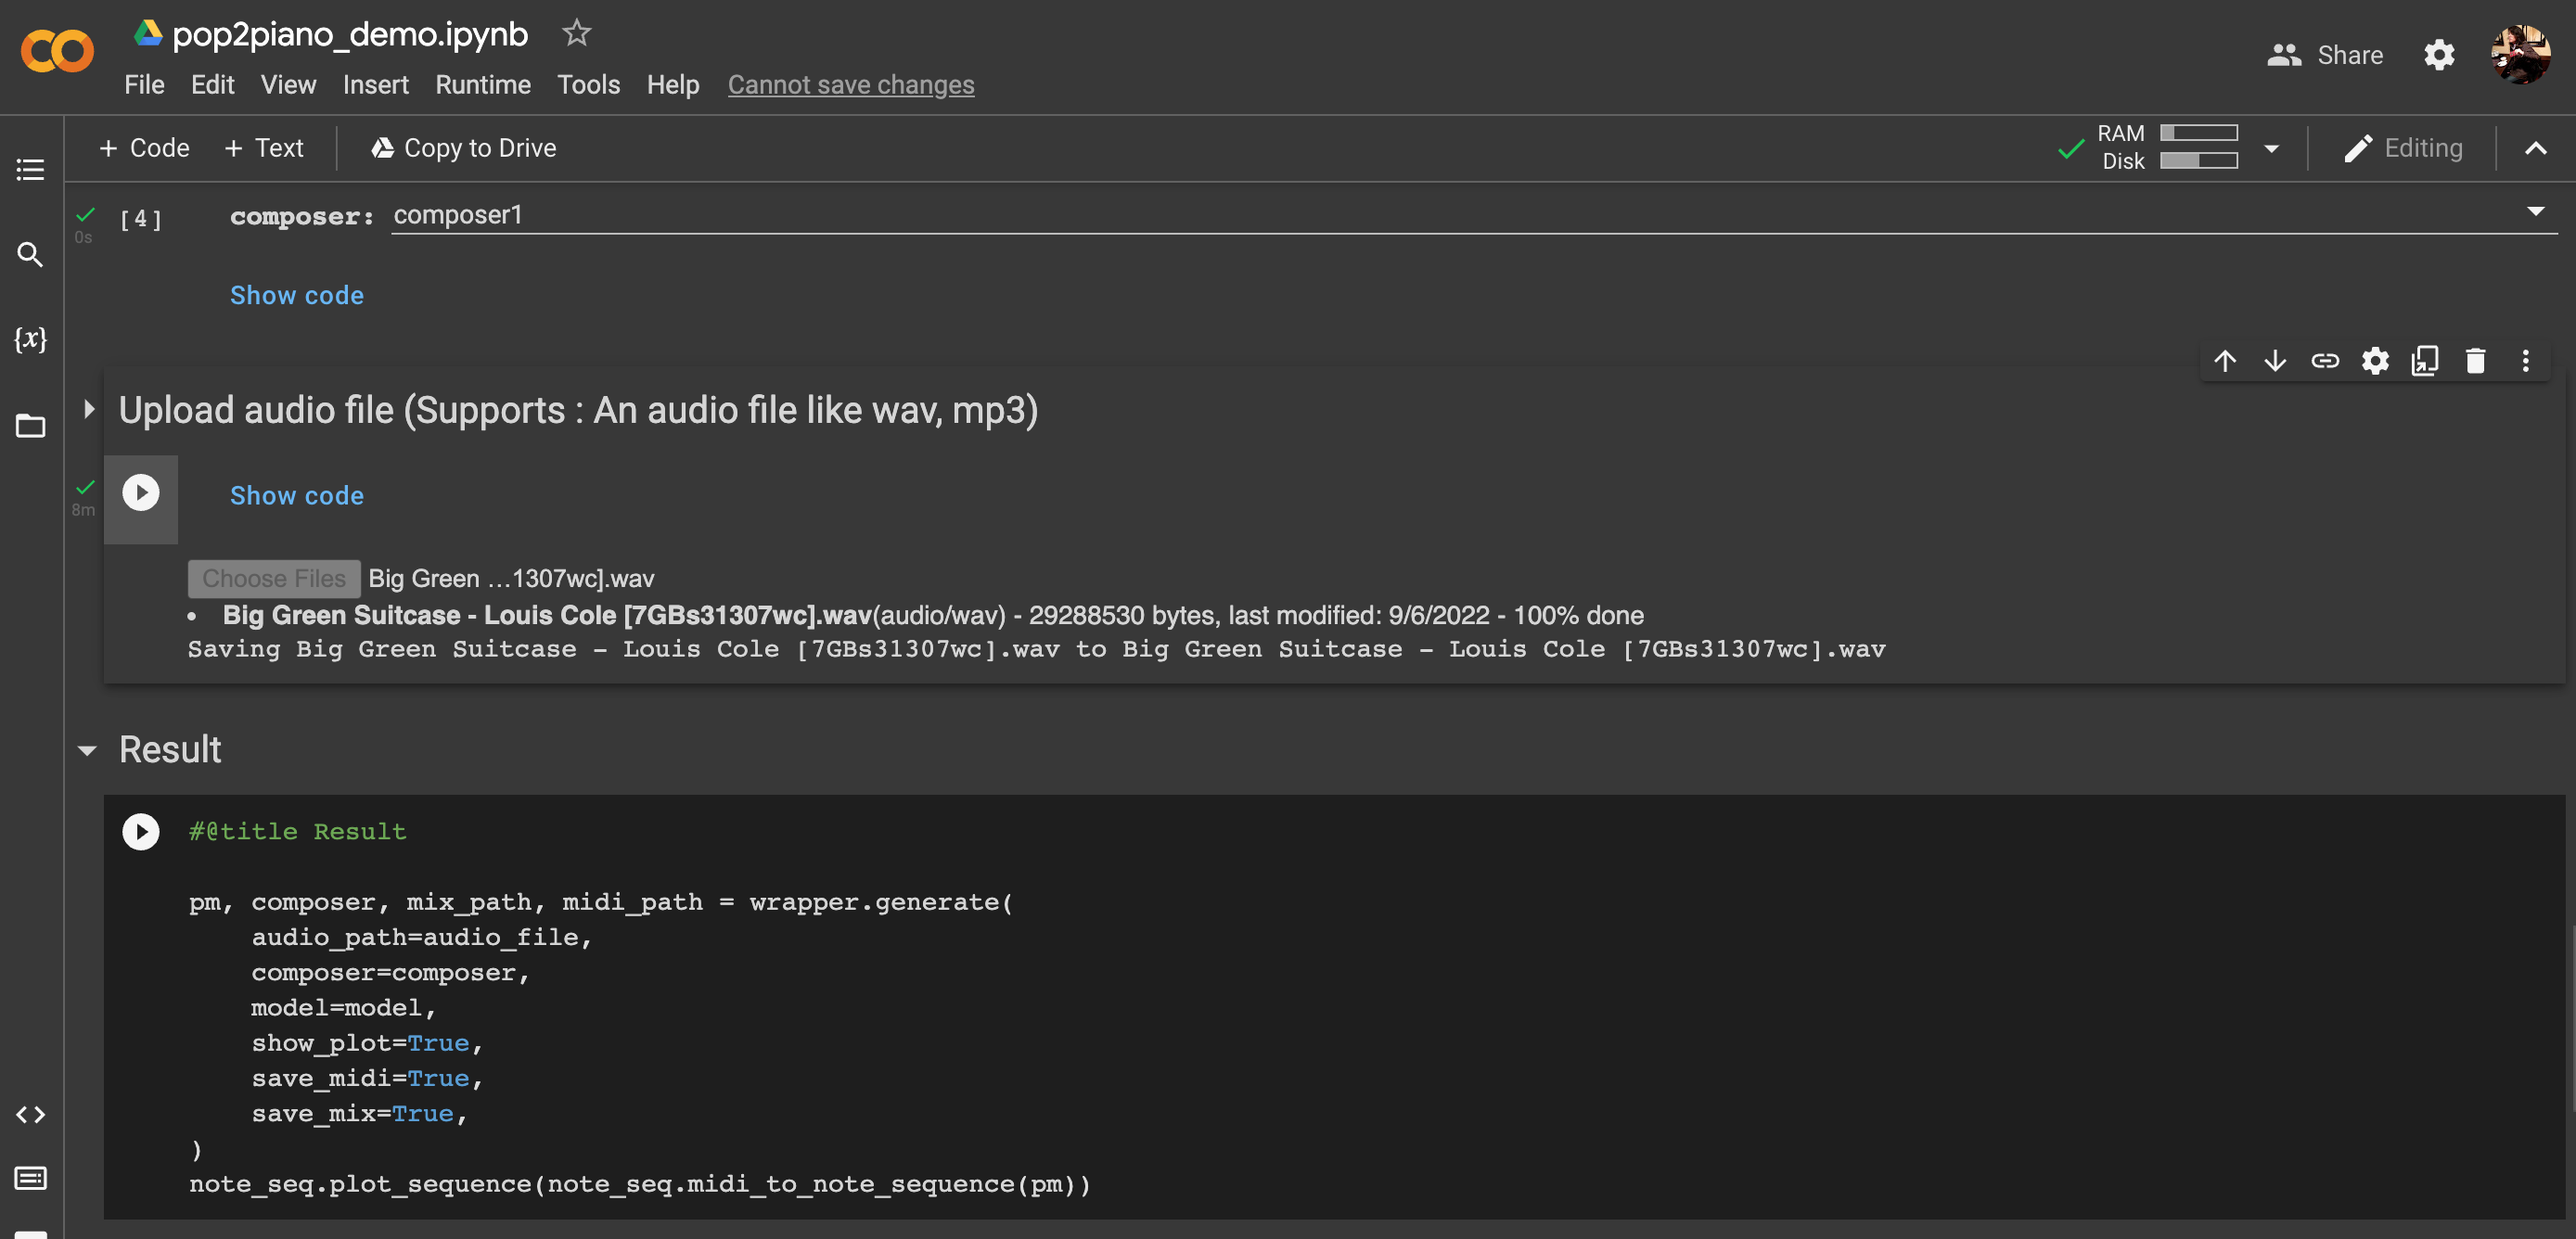 pop2piano_demo.ipynb
File Edit View Insert Runtime Tools Help Cannot save changes
Share
+ Code + Text Copy to Drive
RAM
Disk
Editing
[4] composer: composer1
0s
Show code
Upload audio file (Supports : An audio file like wav, mp3)
Show code
8m
Choose Files Big Green …1307wc].wav
• Big Green Suitcase - Louis Cole [7GBs31307wc].wav(audio/wav) - 29288530 bytes, last modified: 9/6/2022 - 100% done
Saving Big Green Suitcase - Louis Cole [7GBs31307wc].wav to Big Green Suitcase - Louis Cole [7GBs31307wc].wav
Result
#@title Result
pm, composer, mix_path, midi_path = wrapper.generate(
audio_path=audio_file,
composer=composer,
model=model,
show_plot=True,
save_midi=True,
save_mix=True,
)
note_seq.plot_sequence(note_seq.midi_to_note_sequence(pm))